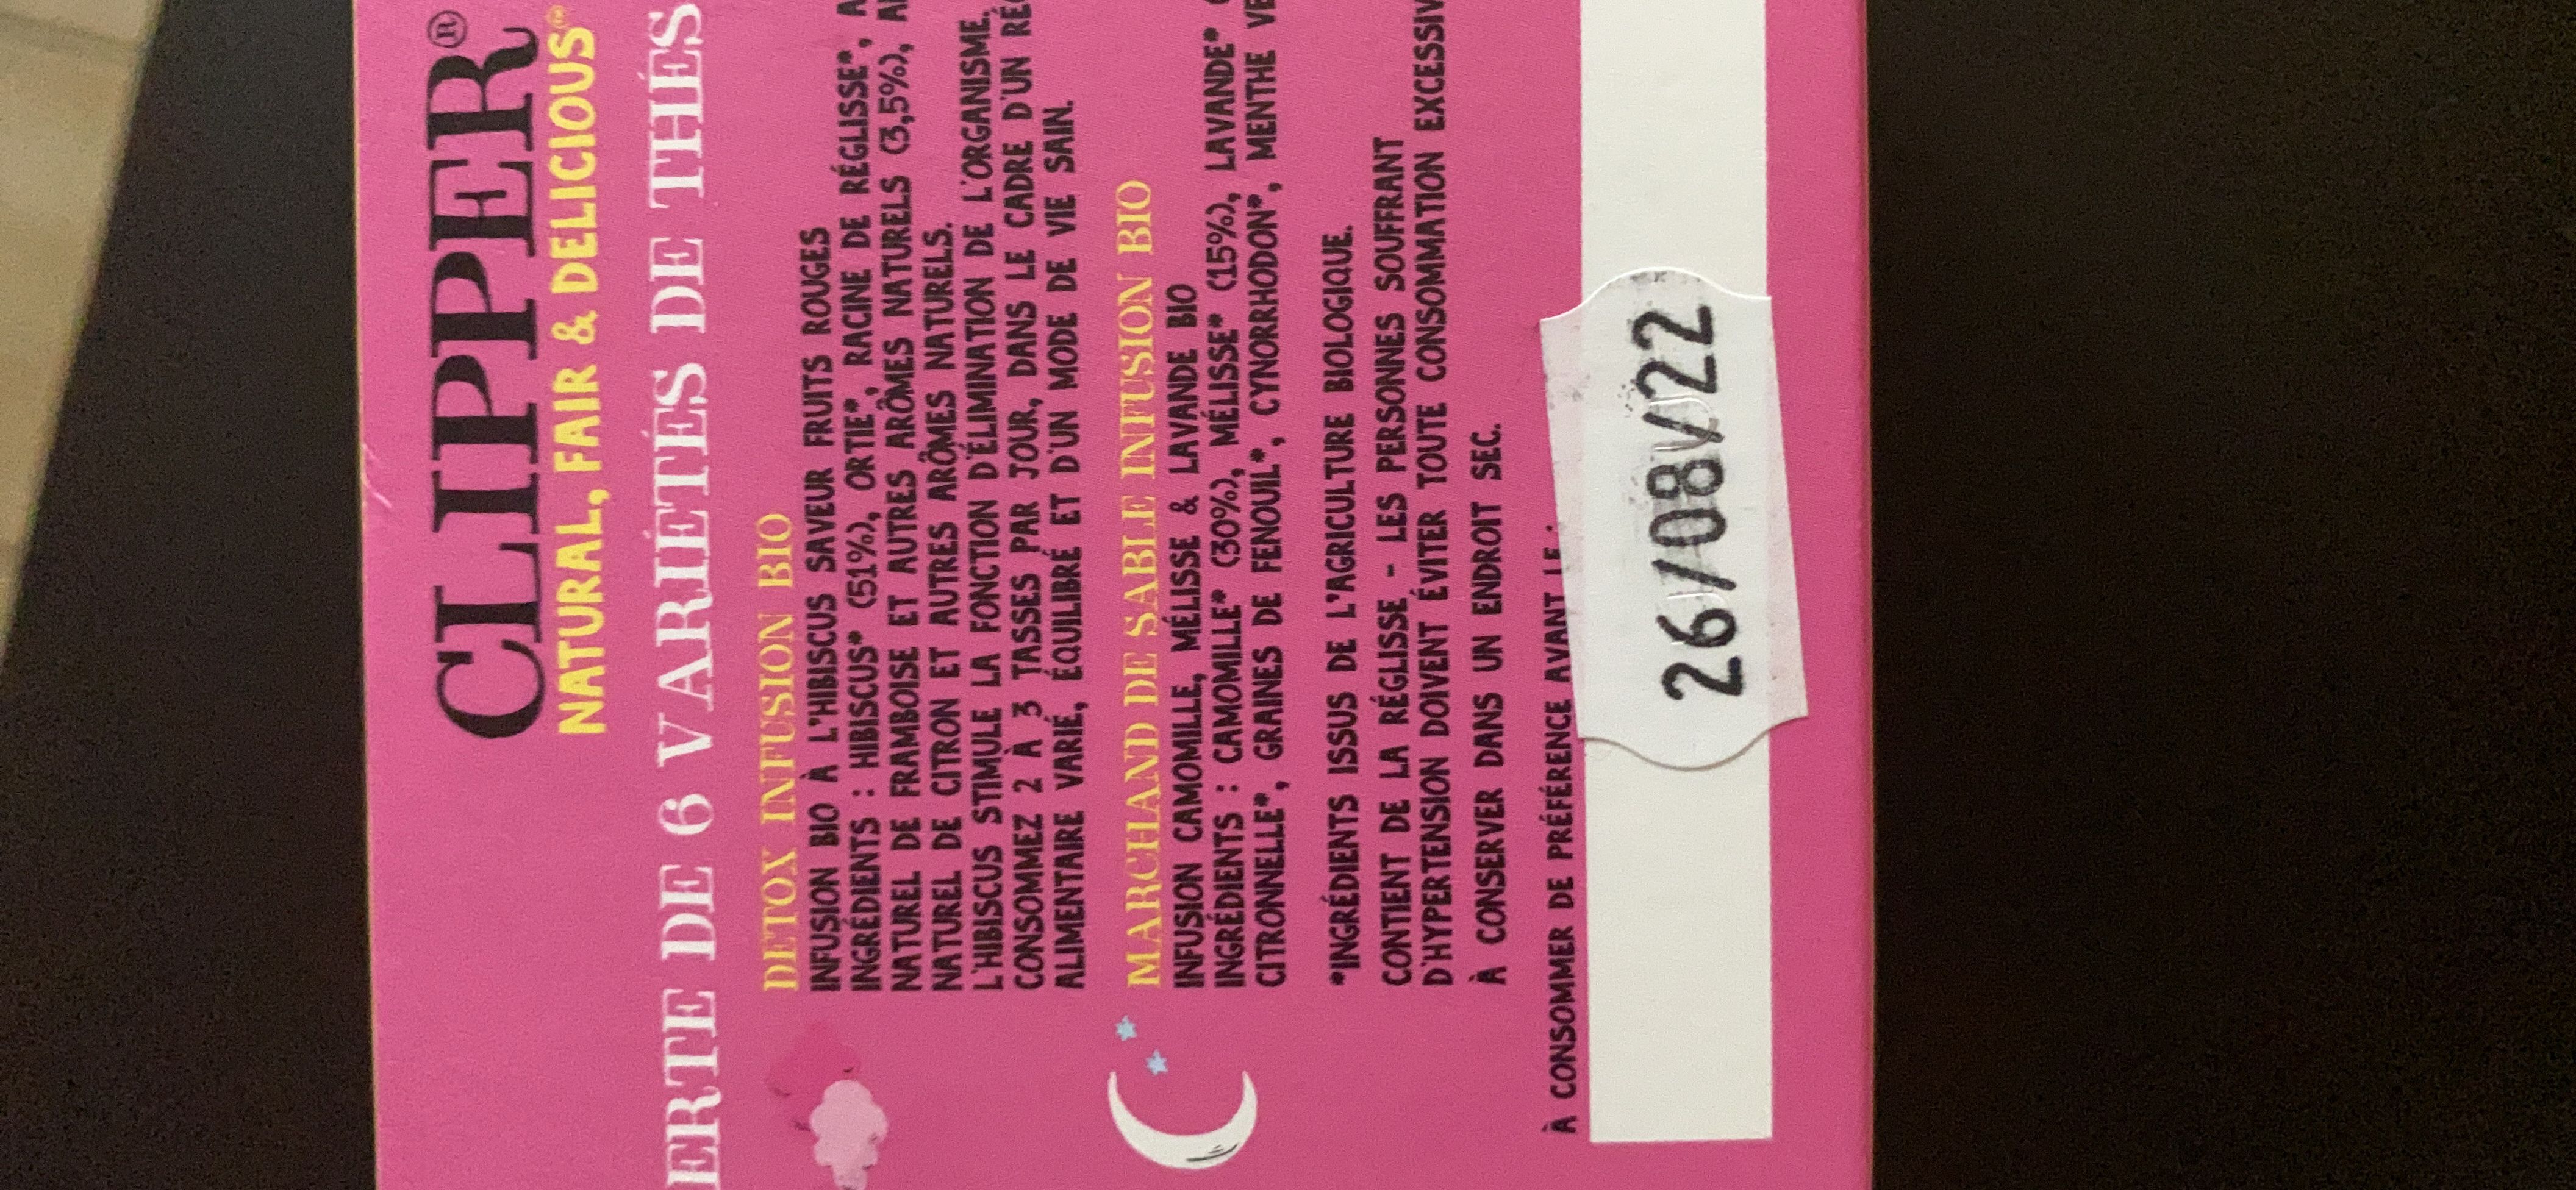 CLIPPER®
NATURAL, FAIR & DELICIOUS
ERTE DE 6 VARIÉTÉS DE THÉS
DETOX INFUSION BIO
INFUSION BIO À L'HIBISCUS SAVEUR FRUITS ROUGES
INGRÉDIENTS : HIBISCUS* (51%), ORTIE*, RACINE DE RÉGLISSE*, A
NATUREL DE FRAMBOISE ET AUTRES ARÔMES NATURELS (3,5%), A
NATUREL DE CITRON ET AUTRES ARÔMES NATURELS.
L'HIBISCUS STIMULE LA FONCTION D'ÉLIMINATION DE L'ORGANISME.
CONSOMMEZ 2 À 3 TASSES PAR JOUR, DANS LE CADRE D'UN RÉG
ALIMENTAIRE VARIÉ, ÉQUILIBRÉ ET D'UN MODE DE VIE SAIN.
MARCHAND DE SABLE INFUSION BIO
INFUSION CAMOMILLE, MÉLISSE & LAVANDE BIO
INGRÉDIENTS : CAMOMILLE* (30%), MÉLISSE* (15%), LAVANDE*
CITRONNELLE*, GRAINES DE FENOUIL*, CYNORRHODON*, MENTHE VE
*INGRÉDIENTS ISSUS DE L'AGRICULTURE BIOLOGIQUE.
CONTIENT DE LA RÉGLISSE - LES PERSONNES SOUFFRANT
D'HYPERTENSION DOIVENT ÉVITER TOUTE CONSOMMATION EXCESSIV
À CONSERVER DANS UN ENDROIT SEC.
À CONSOMMER DE PRÉFÉRENCE AVANT LE :
26/08/22